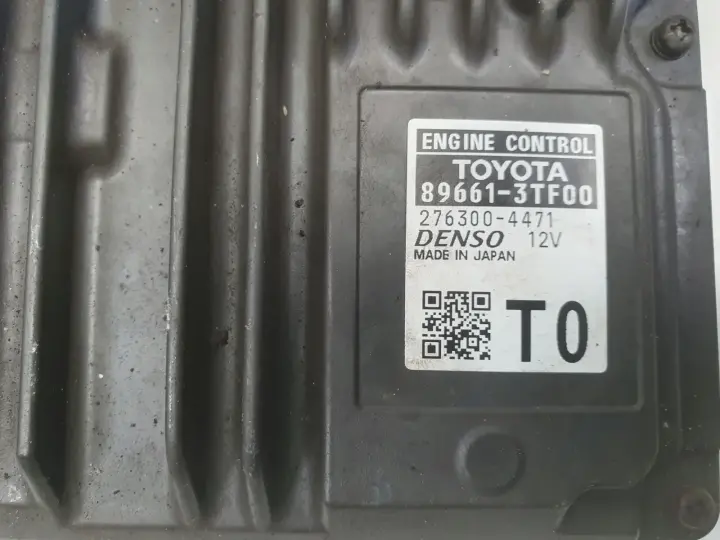 ENGINE CONTROL
TOYOTA
89661-3TF00
276300-4471
DENSO 12V
MADE IN JAPAN
T0